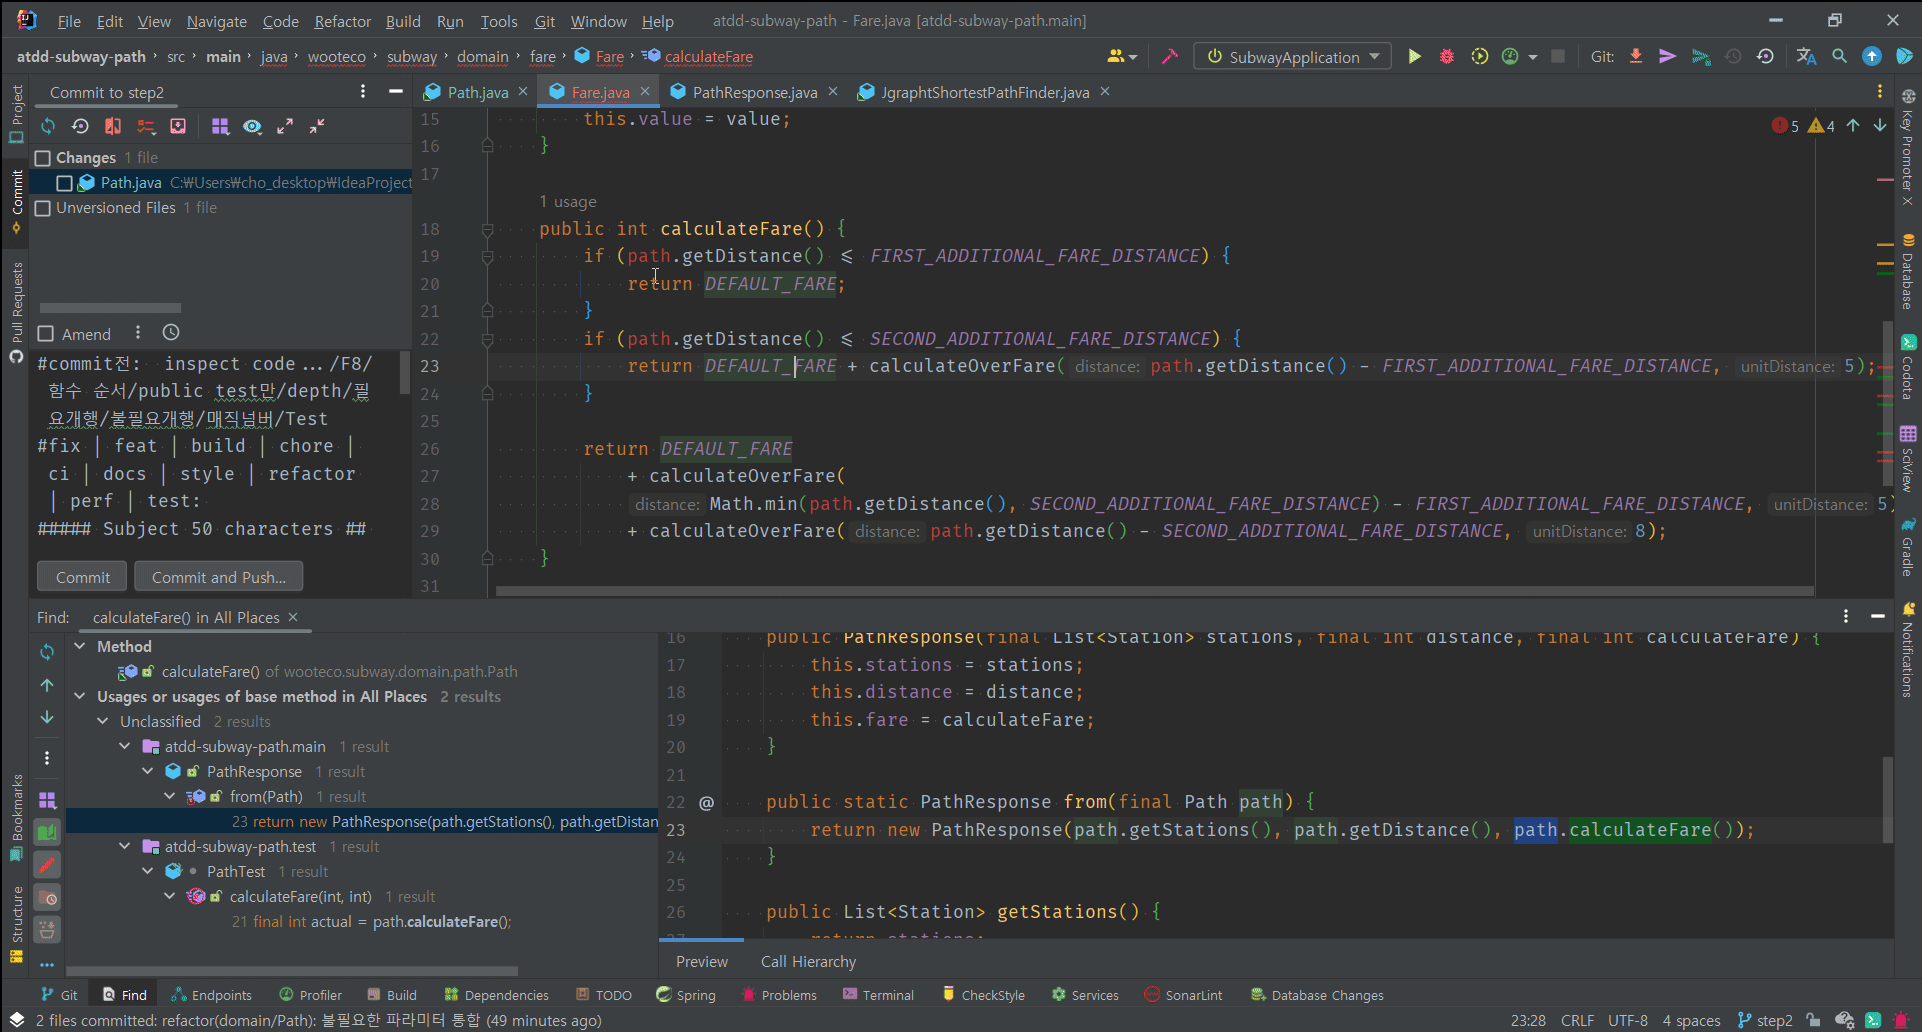 File Edit View Navigate Code Refactor Build Run Tools Git Window Help atdd-subway-path - Fare.java [atdd-subway-path.main]
atdd-subway-path › src › main › java › wooteco › subway › domain › fare › Fare › calculateFare
SubwayApplication Git:
Project
Commit
Pull Requests
Bookmarks
Structure
Commit to step2
Changes 1 file
Path.java C:₩Users₩cho_desktop₩IdeaProject
Unversioned Files 1 file
Amend
#commit전: inspect code.../F8/
함수 순서/public test만/depth/필
요개행/불필요개행/매직넘버/Test
#fix | feat | build | chore |
ci | docs | style | refactor
| perf | test:
##### Subject 50 characters ##
Commit Commit and Push...
Path.java Fare.java PathResponse.java JgraphtShortestPathFinder.java
5 4
15 this.value = value;
16 }
17
1 usage
18 public int calculateFare() {
19 if (path.getDistance() <= FIRST_ADDITIONAL_FARE_DISTANCE) {
20 return DEFAULT_FARE;
21 }
22 if (path.getDistance() <= SECOND_ADDITIONAL_FARE_DISTANCE) {
23 return DEFAULT_FARE + calculateOverFare( distance: path.getDistance() - FIRST_ADDITIONAL_FARE_DISTANCE, unitDistance: 5);
24 }
25
26 return DEFAULT_FARE
27 + calculateOverFare(
28 distance: Math.min(path.getDistance(), SECOND_ADDITIONAL_FARE_DISTANCE) - FIRST_ADDITIONAL_FARE_DISTANCE, unitDistance: 5)
29 + calculateOverFare( distance: path.getDistance() - SECOND_ADDITIONAL_FARE_DISTANCE, unitDistance: 8);
30 }
31
Key Promoter X
Database
Codota
SciView
Gradle
Notifications
Find: calculateFare() in All Places
Method
calculateFare() of wooteco.subway.domain.path.Path
Usages or usages of base method in All Places 2 results
Unclassified 2 results
atdd-subway-path.main 1 result
PathResponse 1 result
from(Path) 1 result
23 return new PathResponse(path.getStations(), path.getDistan
atdd-subway-path.test 1 result
PathTest 1 result
calculateFare(int, int) 1 result
21 final int actual = path.calculateFare();
16 public PathResponse(final List<Station> stations, final int distance, final int calculateFare) {
17 this.stations = stations;
18 this.distance = distance;
19 this.fare = calculateFare;
20 }
21
22 @ public static PathResponse from(final Path path) {
23 return new PathResponse(path.getStations(), path.getDistance(), path.calculateFare());
24 }
25
26 public List<Station> getStations() {
27 return stations;
Preview Call Hierarchy
Git Find Endpoints Profiler Build Dependencies TODO Spring Problems Terminal CheckStyle Services SonarLint Database Changes
2 files committed: refactor(domain/Path): 불필요한 파라미터 통합 (49 minutes ago) 23:28 CRLF UTF-8 4 spaces step2